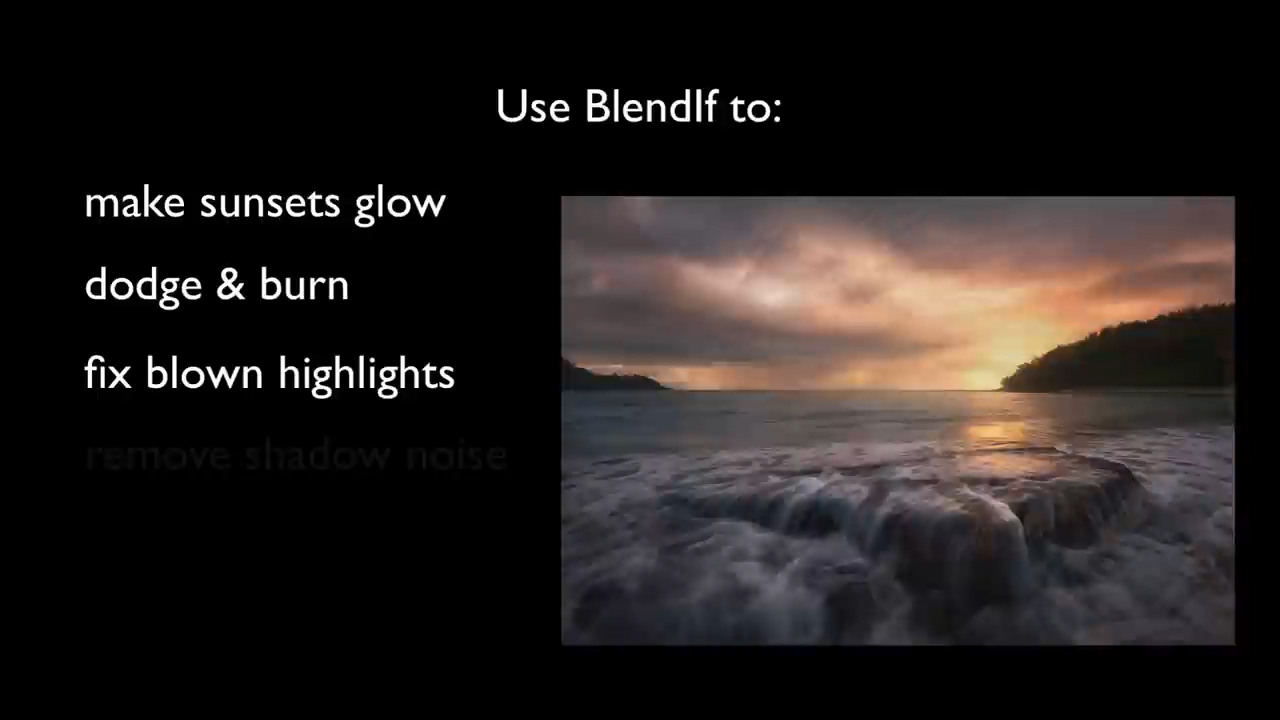 Use BlendIf to:
make sunsets glow
dodge & burn
fix blown highlights
remove shadow noise